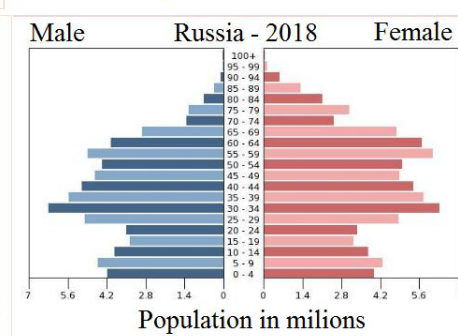 Male Russia - 2018 Female
100+
95 - 99
90 - 94
85 - 89
80 - 84
75 - 79
70 - 74
65 - 69
60 - 64
55 - 59
50 - 54
45 - 49
40 - 44
35 - 39
30 - 34
25 - 29
20 - 24
15 - 19
10 - 14
5 - 9
0 - 4
7 5.6 4.2 2.8 1.4 0 0 1.4 2.8 4.2 5.6
Population in milions